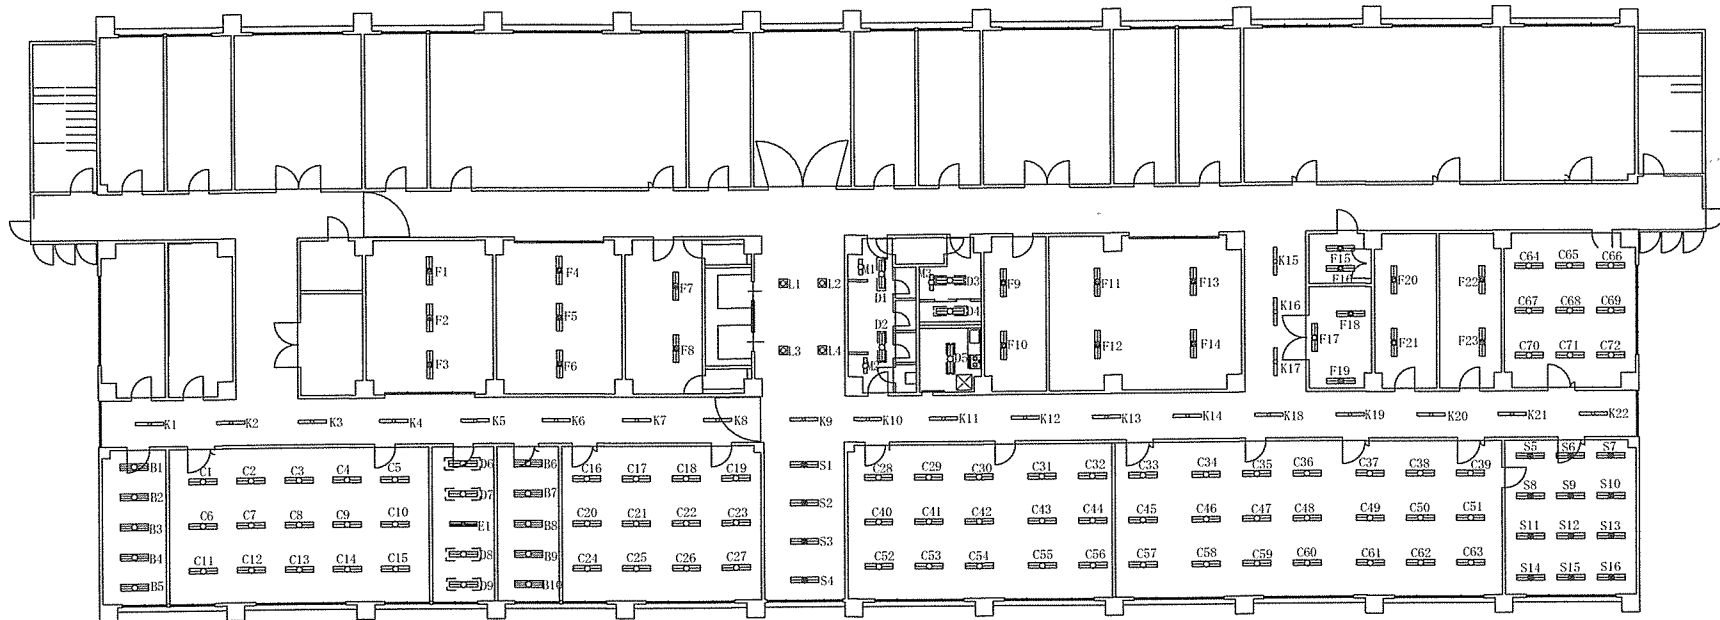 C64 C65 C66
K15 F15
M1 M3
F1 F4 F16
D3
F7 L1 L2 D1 F9 F11 F13 F20 F22
K16
C67 C68 C69
D4
F2 F5 F18
D2
F17
F8 L3 L4 F10 F12 F14 F21 F23
C70 C71 C72
D5
F3 F6 M2 K17
F19
K1 K2 K3 K4 K5 K6 K7 K8 K9 K10 K11 K12 K13 K14 K18 K19 K20 K21 K22
S5 S6 S7
B1 C1 C2 C3 C4 C5 D6 B6 C16 C17 C18 C19 S1 C28 C29 C30 C31 C32 C33 C34 C35 C36 C37 C38 C39
B2 D7 B7 S2 S8 S9 S10
B3 C6 C7 C8 C9 C10 E1 B8 C20 C21 C22 C23 C40 C41 C42 C43 C44 C45 C46 C47 C48 C49 C50 C51
S3 S11 S12 S13
B4 C11 C12 C13 C14 C15 D8 B9 C24 C25 C26 C27 C52 C53 C54 C55 C56 C57 C58 C59 C60 C61 C62 C63
B5 D9 B10 S4 S14 S15 S16